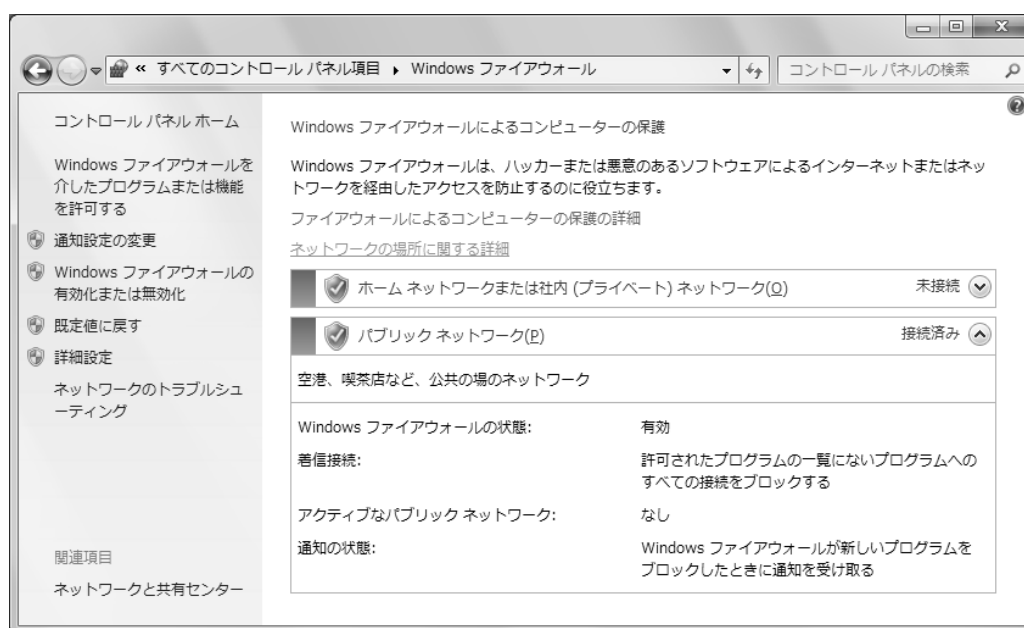 « すべてのコントロール パネル項目 ▸ Windows ファイアウォール
コントロール パネルの検索
コントロール パネル ホーム
Windows ファイアウォールを
介したプログラムまたは機能
を許可する
通知設定の変更
Windows ファイアウォールの
有効化または無効化
既定値に戻す
詳細設定
ネットワークのトラブルシュ
ーティング
関連項目
ネットワークと共有センター
Windows ファイアウォールによるコンピューターの保護
Windows ファイアウォールは、ハッカーまたは悪意のあるソフトウェアによるインターネットまたはネッ
トワークを経由したアクセスを防止するのに役立ちます。
ファイアウォールによるコンピューターの保護の詳細
ネットワークの場所に関する詳細
ホーム ネットワークまたは社内 (プライベート) ネットワーク(O) 未接続
パブリック ネットワーク(P) 接続済み
空港、喫茶店など、公共の場のネットワーク
Windows ファイアウォールの状態: 有効
着信接続: 許可されたプログラムの一覧にないプログラムへの
すべての接続をブロックする
アクティブなパブリック ネットワーク: なし
通知の状態: Windows ファイアウォールが新しいプログラムを
ブロックしたときに通知を受け取る